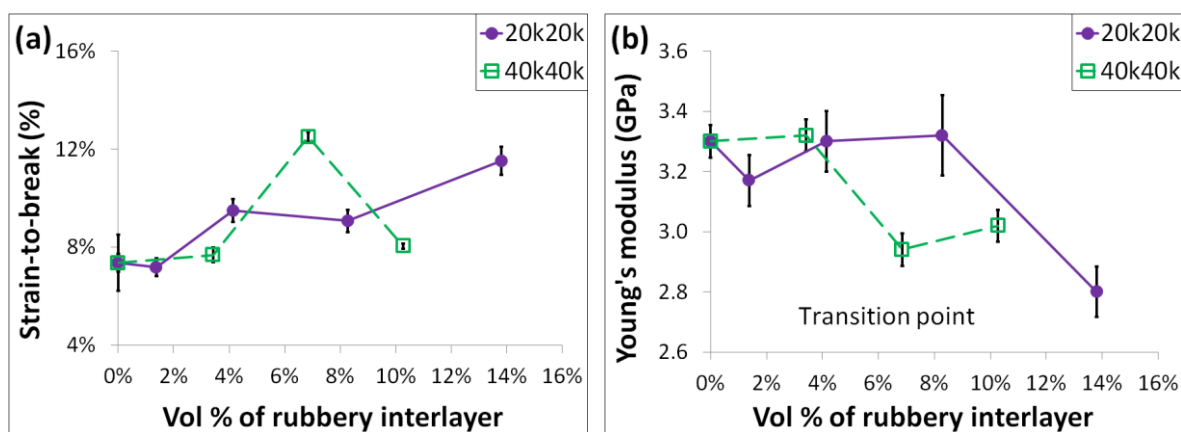 (a)
20k20k
40k40k
16%
12%
8%
4%
Strain-to-break (%)
0% 2% 4% 6% 8% 10% 12% 14% 16%
Vol % of rubbery interlayer
(b)
20k20k
40k40k
3.6
3.4
3.2
3.0
2.8
2.6
Young's modulus (GPa)
Transition point
0% 2% 4% 6% 8% 10% 12% 14% 16%
Vol % of rubbery interlayer